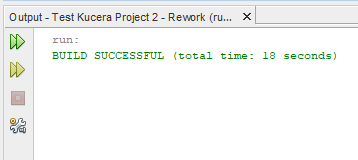 Output - Test Kucera Project 2 - Rework (ru...
run:
BUILD SUCCESSFUL (total time: 18 seconds)